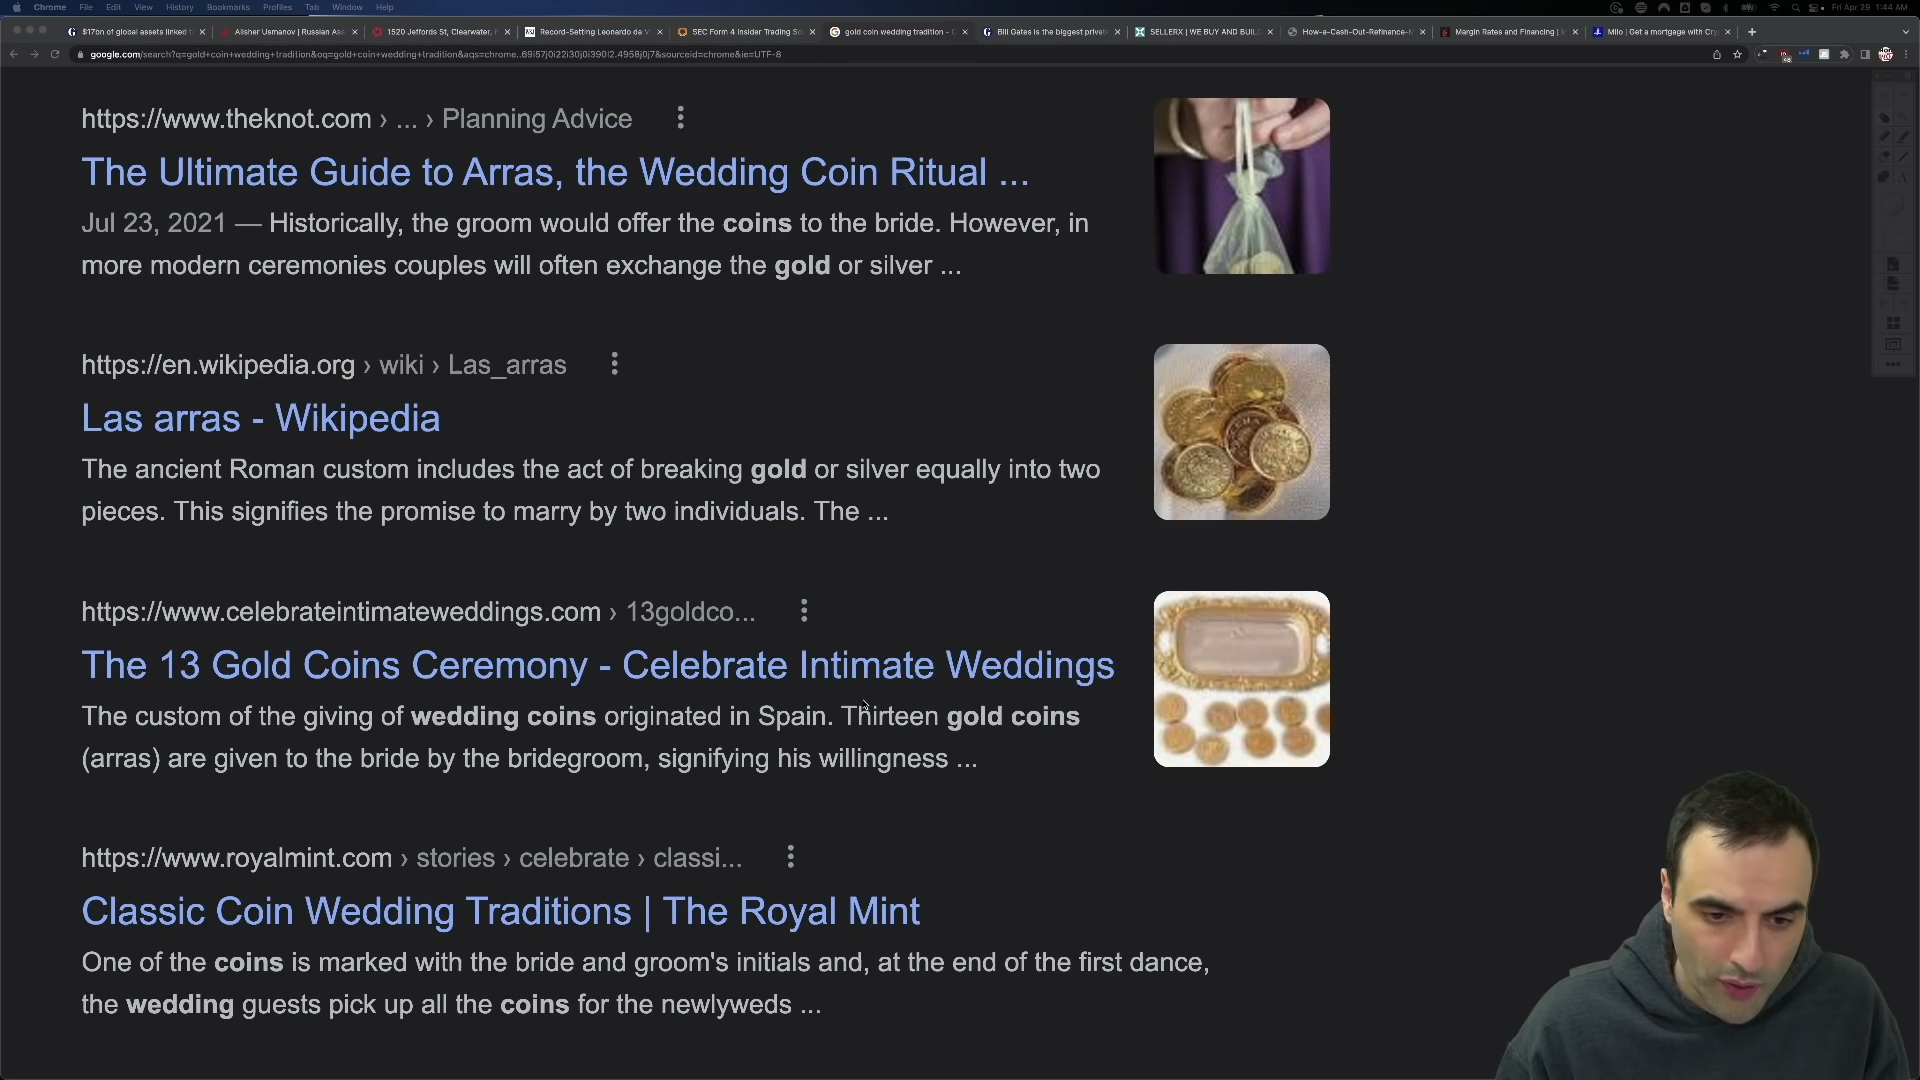 Chrome File Edit View History Bookmarks Profiles Tab Window Help
Fri Apr 29 1:44 AM
$17bn of global assets linked t
Alisher Usmanov | Russian Ass
1520 Jeffords St, Clearwater, F
Record-Setting Leonardo da V
SEC Form 4 Insider Trading Sc
gold coin wedding tradition - G
Bill Gates is the biggest privat
SELLERX | WE BUY AND BUIL
How-a-Cash-Out-Refinance-
Margin Rates and Financing |
Milo | Get a mortgage with Cry
google.com/search?q=gold+coin+wedding+tradition&oq=gold+coin+wedding+tradition&aqs=chrome..69i57j0i22i30j0i390l2.4958j0j7&sourceid=chrome&ie=UTF-8
https://www.theknot.com › ... › Planning Advice
The Ultimate Guide to Arras, the Wedding Coin Ritual ...
Jul 23, 2021 — Historically, the groom would offer the coins to the bride. However, in
more modern ceremonies couples will often exchange the gold or silver ...
https://en.wikipedia.org › wiki › Las_arras
Las arras - Wikipedia
The ancient Roman custom includes the act of breaking gold or silver equally into two
pieces. This signifies the promise to marry by two individuals. The ...
https://www.celebrateintimateweddings.com › 13goldco...
The 13 Gold Coins Ceremony - Celebrate Intimate Weddings
The custom of the giving of wedding coins originated in Spain. Thirteen gold coins
(arras) are given to the bride by the bridegroom, signifying his willingness ...
https://www.royalmint.com › stories › celebrate › classi...
Classic Coin Wedding Traditions | The Royal Mint
One of the coins is marked with the bride and groom's initials and, at the end of the first dance,
the wedding guests pick up all the coins for the newlyweds ...